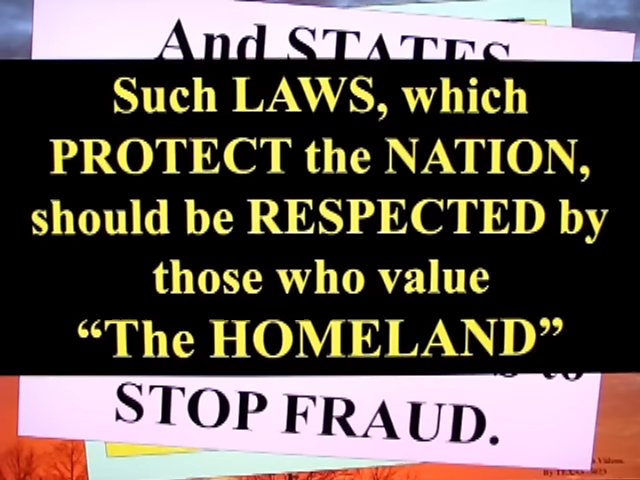 And STATES
Such LAWS, which
PROTECT the NATION,
should be RESPECTED by
those who value
“The HOMELAND”
to
STOP FRAUD.